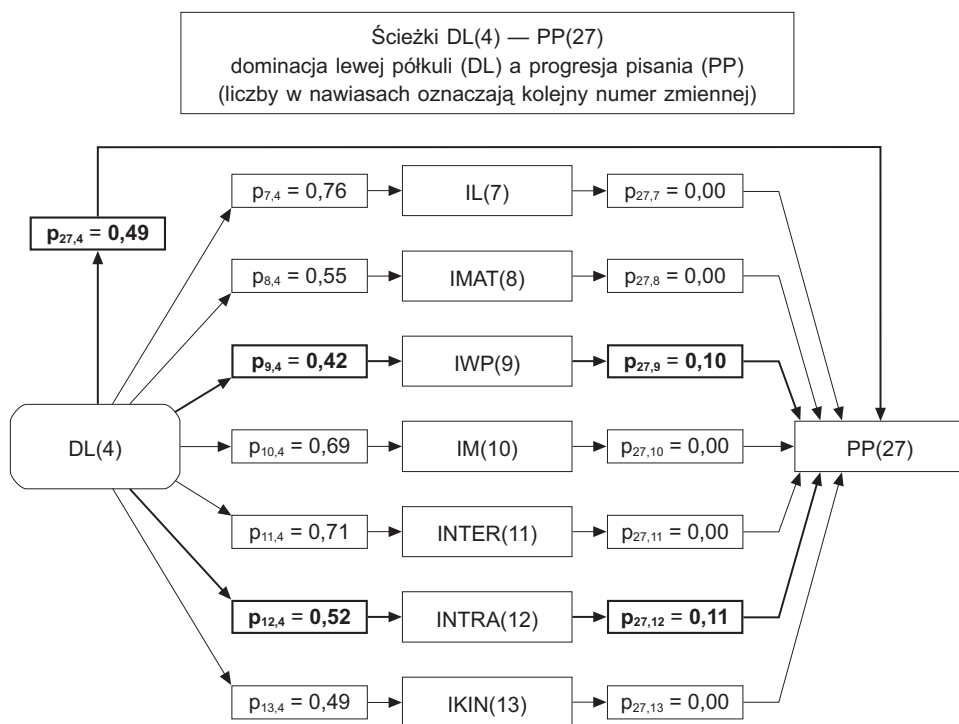 Ścieżki DL(4) — PP(27)
dominacja lewej półkuli (DL) a progresja pisania (PP)
(liczby w nawiasach oznaczają kolejny numer zmiennej)
p7,4 = 0,76
IL(7)
p27,7 = 0,00
p27,4 = 0,49
p8,4 = 0,55
IMAT(8)
p27,8 = 0,00
p9,4 = 0,42
IWP(9)
p27,9 = 0,10
DL(4)
p10,4 = 0,69
IM(10)
p27,10 = 0,00
PP(27)
p11,4 = 0,71
INTER(11)
p27,11 = 0,00
p12,4 = 0,52
INTRA(12)
p27,12 = 0,11
p13,4 = 0,49
IKIN(13)
p27,13 = 0,00